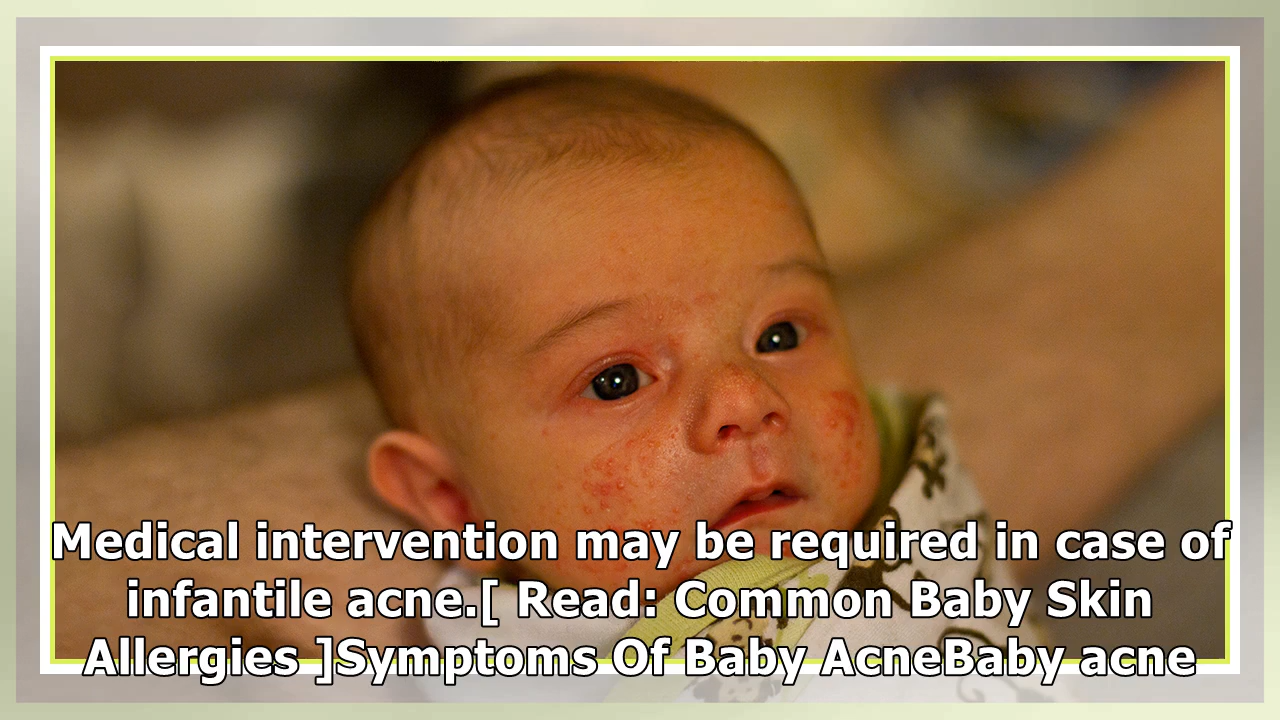 Medical intervention may be required in case of
infantile acne.[ Read: Common Baby Skin
Allergies ]Symptoms Of Baby AcneBaby acne